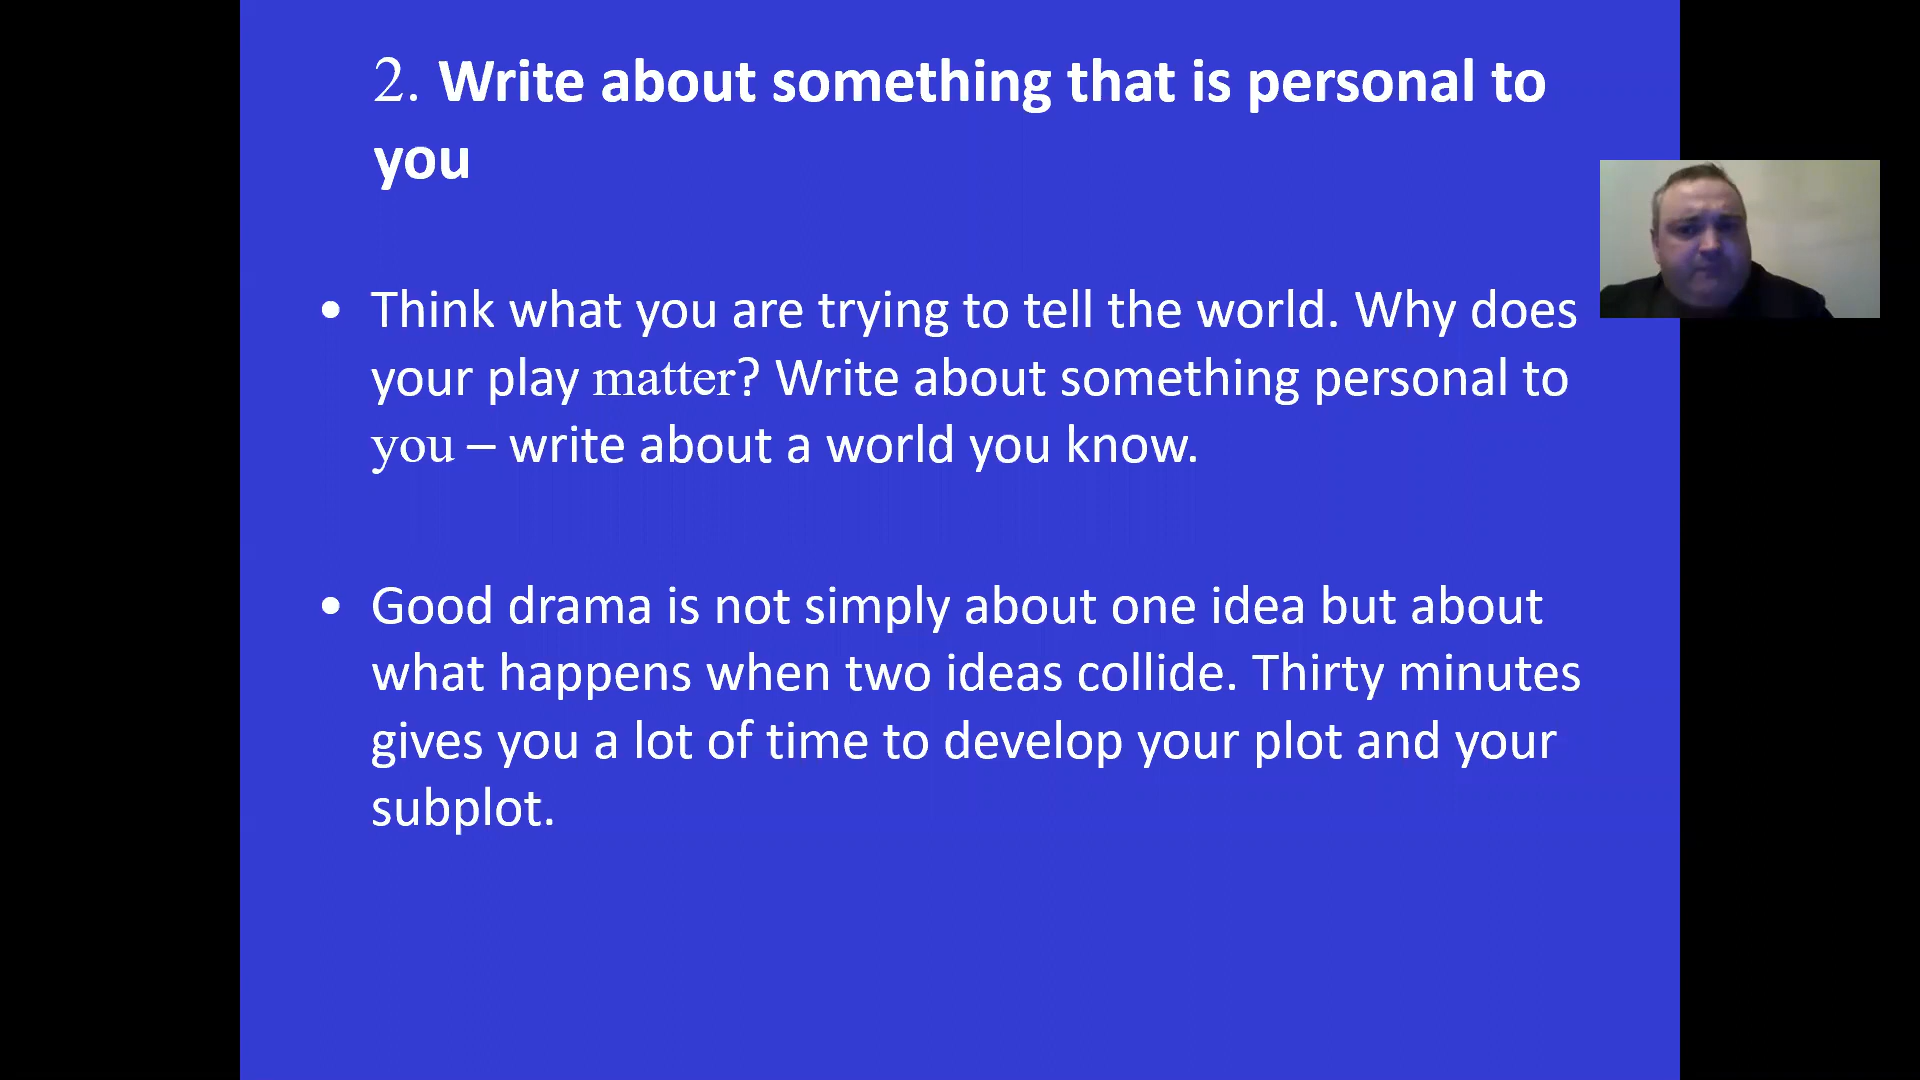 2. Write about something that is personal to
you
• Think what you are trying to tell the world. Why does
your play matter? Write about something personal to
you – write about a world you know.
• Good drama is not simply about one idea but about
what happens when two ideas collide. Thirty minutes
gives you a lot of time to develop your plot and your
subplot.